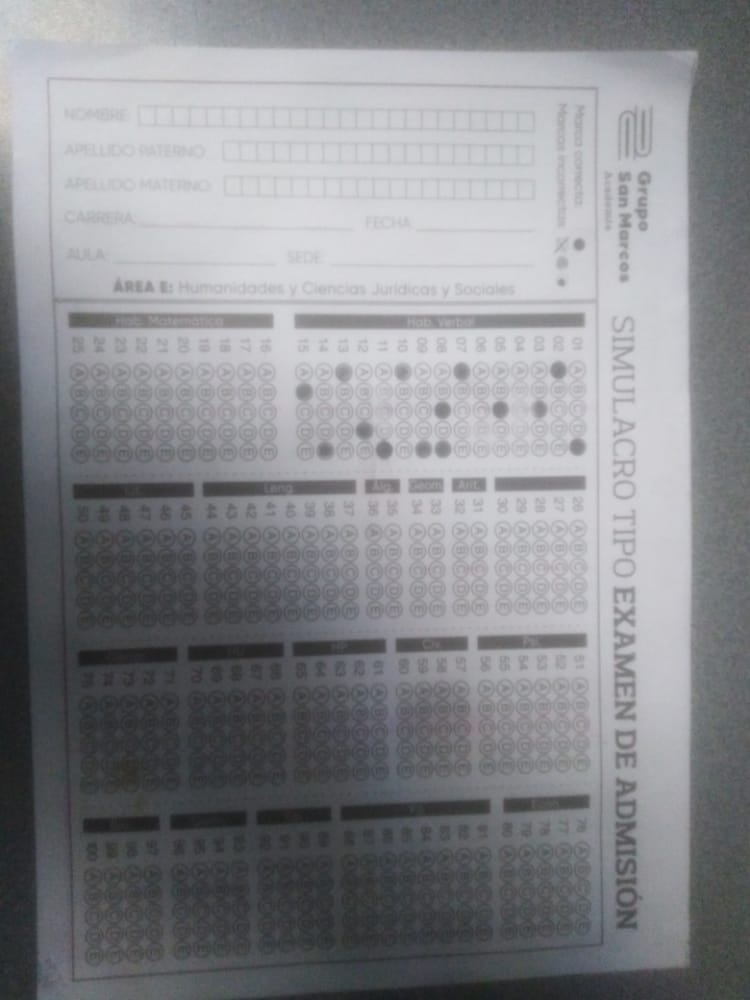 Grupo
San Marcos
Academia
SIMULACRO TIPO EXAMEN DE ADMISIÓN
Marca correcta:
Marcas incorrectas:
NOMBRE:
APELLIDO PATERNO:
APELLIDO MATERNO:
CARRERA: FECHA:
AULA: SEDE:
ÁREA E: Humanidades y Ciencias Jurídicas y Sociales
Hab. Verbal
01 A B C D
02 B C D E
03 A B D E
04 A B C D E
05 A B D E
06 A B C D E
07 B C D E
08 A B D
09 A B C D
10 B C D E
11 A B C D
12 A B C E
13 B C D E
14 A B C D
15 A C D E
Hab. Matemática
16 A B C D E
17 A B C D E
18 A B C D E
19 A B C D E
20 A B C D E
21 A B C D E
22 A B C D E
23 A B C D E
24 A B C D E
25 A B C D E
26 A B C D E
27 A B C D E
28 A B C D E
29 A B C D E
30 A B C D E
Arit.
31 A B C D E
32 A B C D E
Geom.
33 A B C D E
34 A B C D E
Alg.
35 A B C D E
36 A B C D E
Leng.
37 A B C D E
38 A B C D E
39 A B C D E
40 A B C D E
41 A B C D E
42 A B C D E
43 A B C D E
44 A B C D E
Lit.
45 A B C D E
46 A B C D E
47 A B C D E
48 A B C D E
49 A B C D E
50 A B C D E
Psi.
51 A B C D E
52 A B C D E
53 A B C D E
54 A B C D E
55 A B C D E
56 A B C D E
Civ.
57 A B C D E
58 A B C D E
59 A B C D E
60 A B C D E
HP.
61 A B C D E
62 A B C D E
63 A B C D E
64 A B C D E
65 A B C D E
HU.
66 A B C D E
67 A B C D E
68 A B C D E
69 A B C D E
70 A B C D E
71 A B C D E
72 A B C D E
73 A B C D E
74 A B C D E
75 A B C D E
Econ.
76 A B C D E
77 A B C D E
78 A B C D E
79 A B C D E
80 A B C D E
81 A B C D E
82 A B C D E
83 A B C D E
84 A B C D E
85 A B C D E
86 A B C D E
87 A B C D E
88 A B C D E
89 A B C D E
90 A B C D E
91 A B C D E
92 A B C D E
93 A B C D E
94 A B C D E
95 A B C D E
96 A B C D E
97 A B C D E
98 A B C D E
99 A B C D E
100 A B C D E